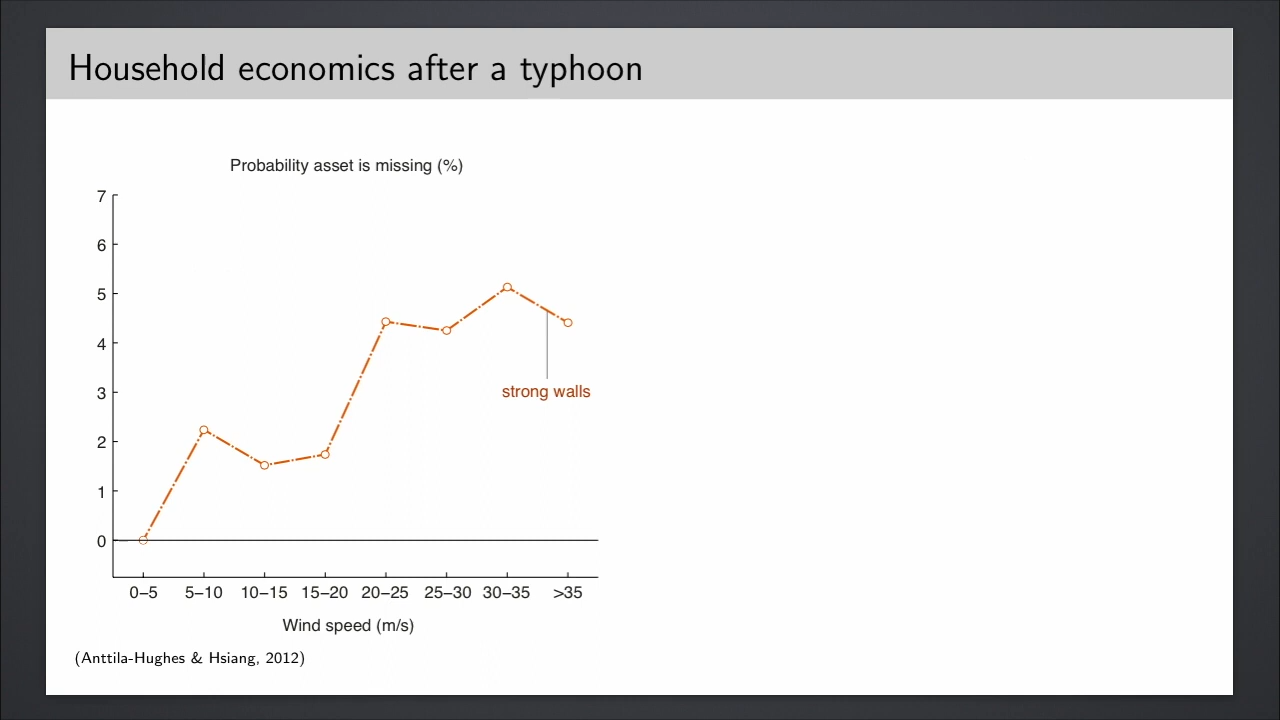 Household economics after a typhoon
Probability asset is missing (%)
7
6
5
4
3
2
1
0
strong walls
0–5 5–10 10–15 15–20 20–25 25–30 30–35 >35
Wind speed (m/s)
(Anttila-Hughes & Hsiang, 2012)